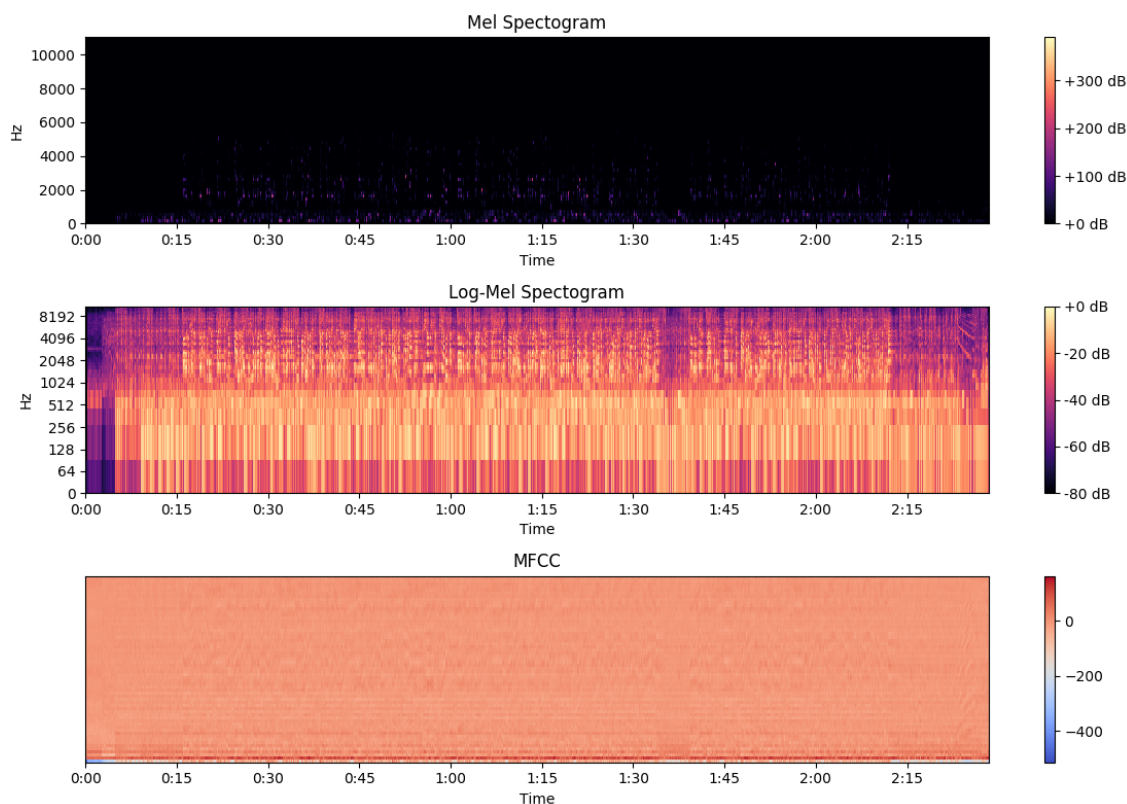 Mel Spectogram
10000
8000
6000
4000
2000
0
Hz
0:00 0:15 0:30 0:45 1:00 1:15 1:30 1:45 2:00 2:15
Time
+300 dB
+200 dB
+100 dB
+0 dB
Log-Mel Spectogram
8192
4096
2048
1024
512
256
128
64
0
Hz
0:00 0:15 0:30 0:45 1:00 1:15 1:30 1:45 2:00 2:15
Time
+0 dB
-20 dB
-40 dB
-60 dB
-80 dB
MFCC
0:00 0:15 0:30 0:45 1:00 1:15 1:30 1:45 2:00 2:15
Time
0
−200
−400